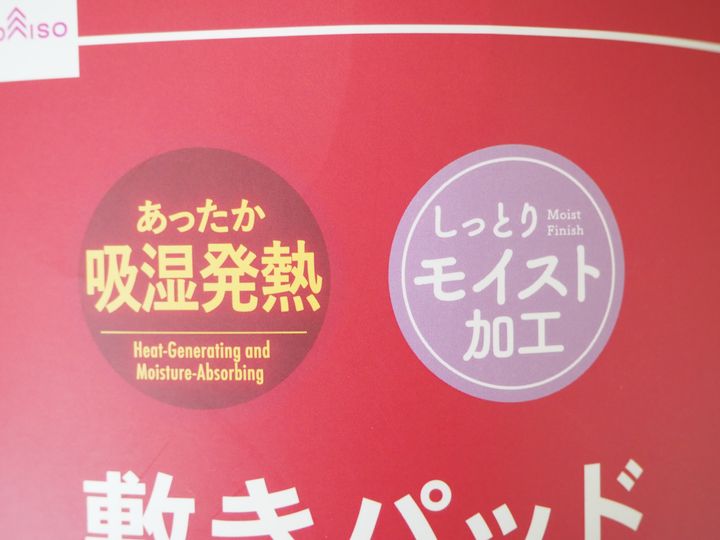 DAISO
あったか
吸湿発熱
Heat-Generating and
Moisture-Absorbing
しっとり
Moist
Finish
モイスト
加工
敷きパッド